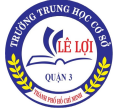 TRƯỜNG TRUNG HỌC CƠ SỞ
LÊ LỢI
QUẬN 3
THÀNH PHỐ HỒ CHÍ MINH